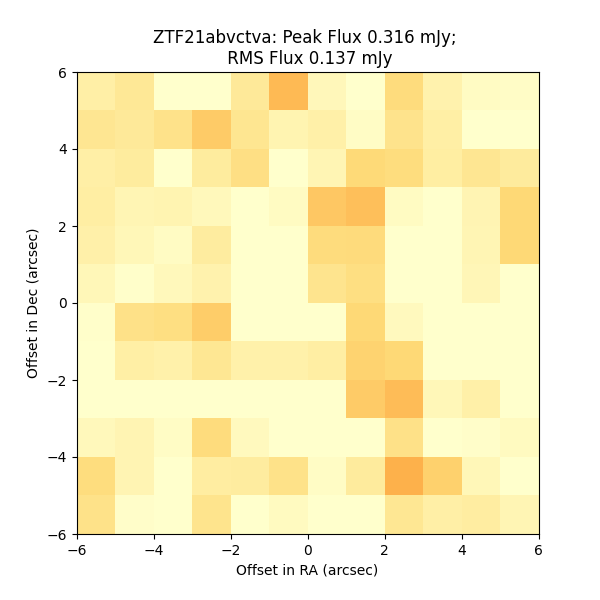 ZTF21abvctva: Peak Flux 0.316 mJy;
RMS Flux 0.137 mJy
6
4
2
0
−2
−4
−6
Offset in Dec (arcsec)
−6 −4 −2 0 2 4 6
Offset in RA (arcsec)